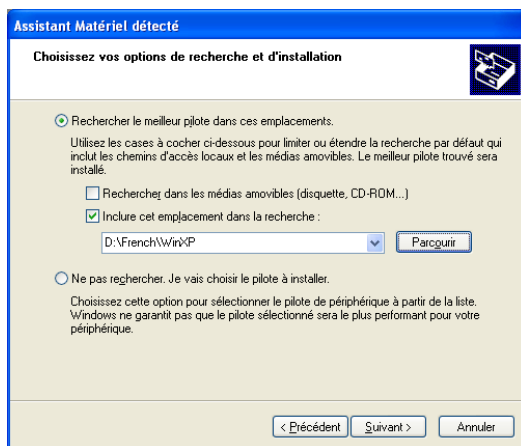 Assistant Matériel détecté
Choisissez vos options de recherche et d'installation
Rechercher le meilleur pilote dans ces emplacements.
Utilisez les cases à cocher ci-dessous pour limiter ou étendre la recherche par défaut qui
inclut les chemins d'accès locaux et les médias amovibles. Le meilleur pilote trouvé sera
installé.
Rechercher dans les médias amovibles (disquette, CD-ROM...)
Inclure cet emplacement dans la recherche :
D:\French\WinXP
Parcourir
Ne pas rechercher. Je vais choisir le pilote à installer.
Choisissez cette option pour sélectionner le pilote de périphérique à partir de la liste.
Windows ne garantit pas que le pilote sélectionné sera le plus performant pour votre
périphérique.
< Précédent Suivant > Annuler